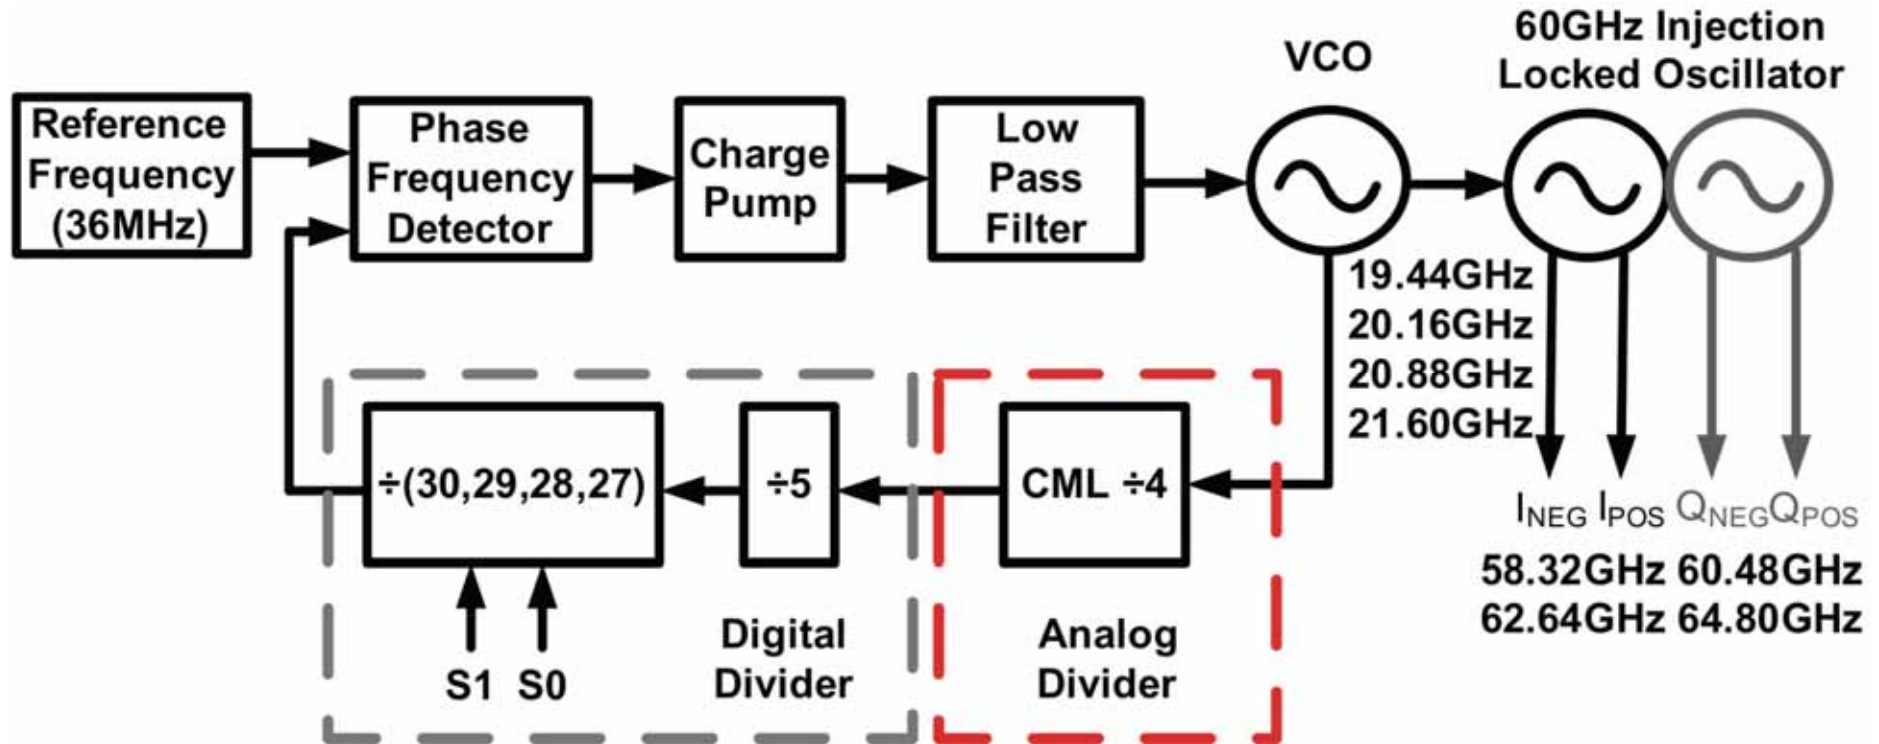 Reference
Frequency
(36MHz)
Phase
Frequency
Detector
Charge
Pump
Low
Pass
Filter
VCO
60GHz Injection
Locked Oscillator
19.44GHz
20.16GHz
20.88GHz
21.60GHz
INEG IPOS QNEG QPOS
58.32GHz 60.48GHz
62.64GHz 64.80GHz
÷(30,29,28,27)
÷5
CML ÷4
S1 S0
Digital
Divider
Analog
Divider